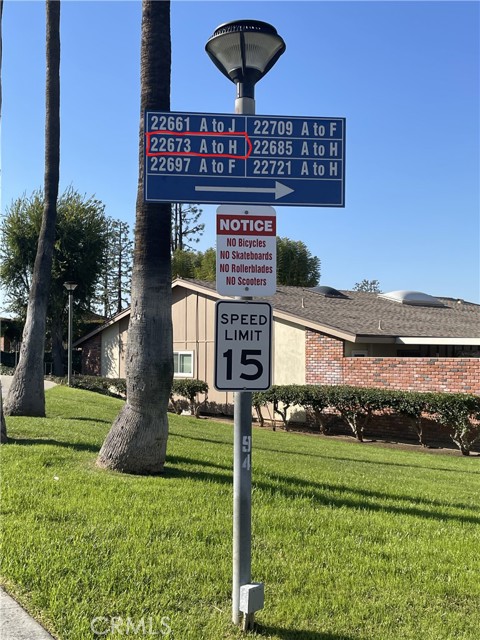 22661 A to J 22709 A to F
22673 A to H 22685 A to H
22697 A to F 22721 A to H
NOTICE
NO Bicycles
NO Skateboards
NO Rollerblades
NO Scooters
SPEED
LIMIT
15
94
CRMLS